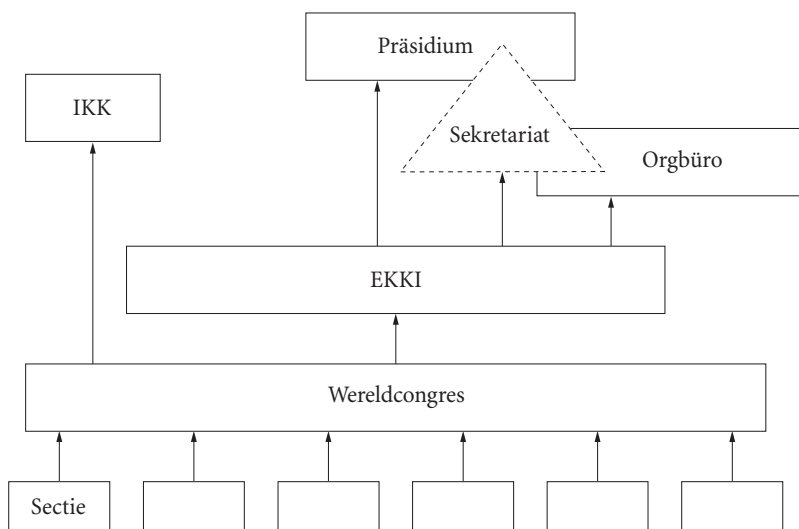 Präsidium
IKK
Sekretariat
Orgbüro
EKKI
Wereldcongres
Sectie